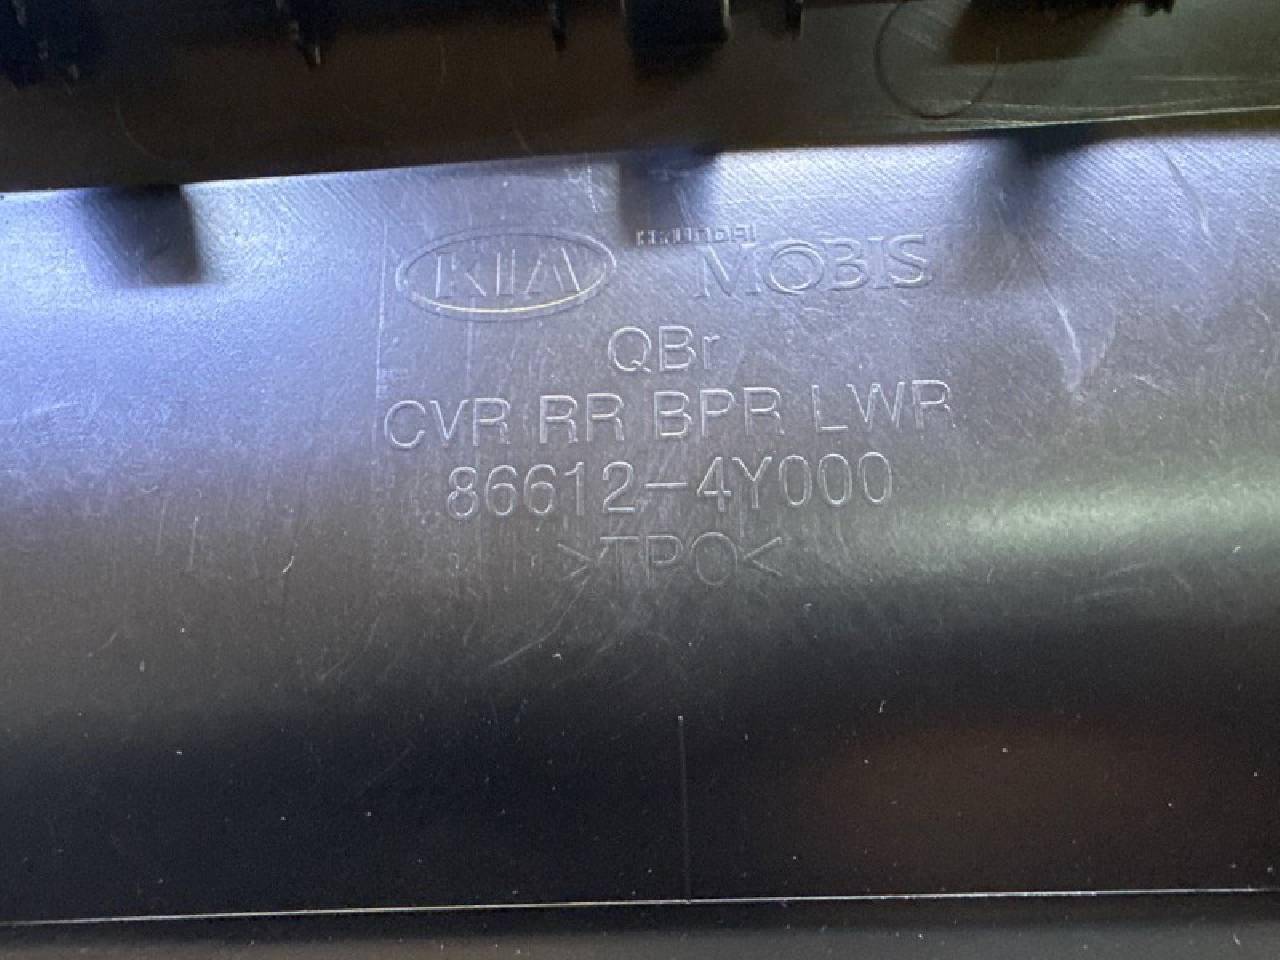 KIA HYUNDAI MOBIS
QBr
CVR RR BPR LWR
86612-4Y000
>TPO<